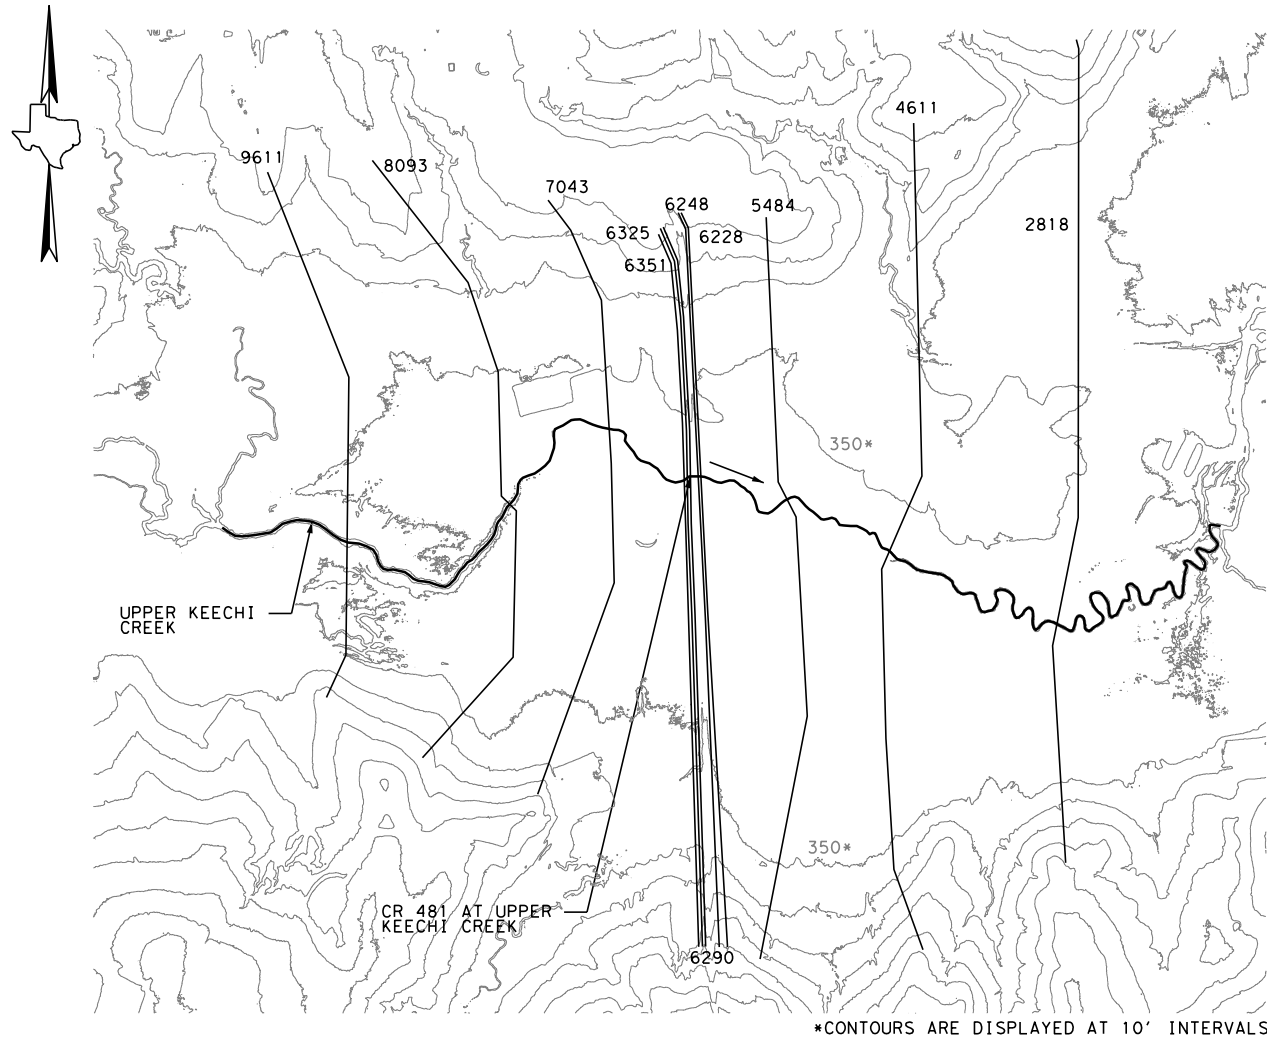 4611
9611
8093
7043
6248
5484
6325
6228
2818
6351
350*
UPPER KEECHI
CREEK
350*
CR 481 AT UPPER
KEECHI CREEK
6290
*CONTOURS ARE DISPLAYED AT 10' INTERVALS